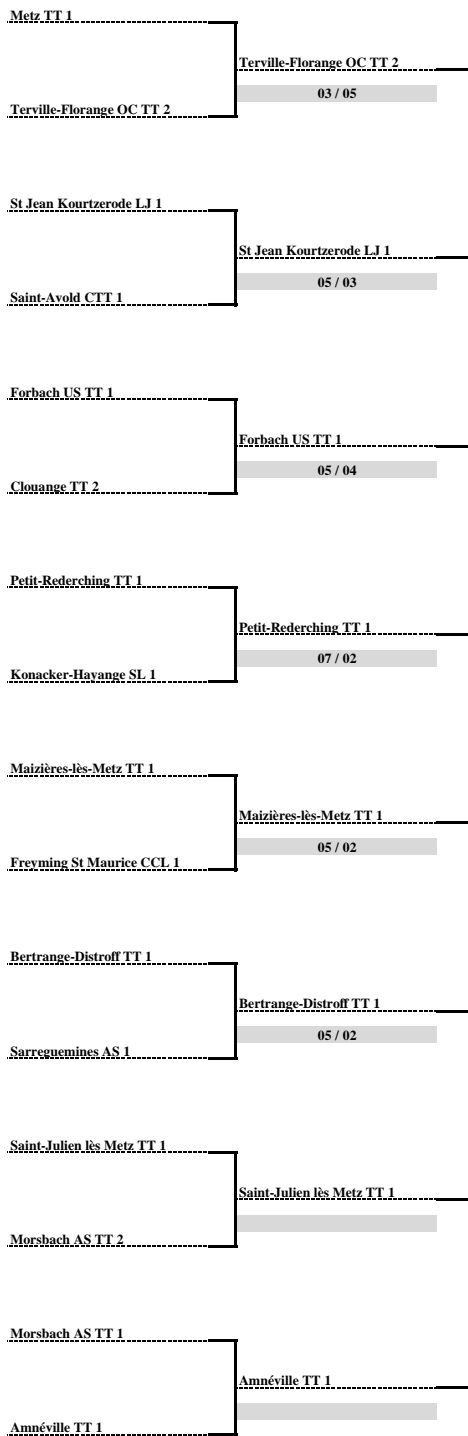 Metz TT 1
Terville-Florange OC TT 2
03 / 05
Terville-Florange OC TT 2
St Jean Kourtzerode LJ 1
St Jean Kourtzerode LJ 1
05 / 03
Saint-Avold CTT 1
Forbach US TT 1
Forbach US TT 1
05 / 04
Clouange TT 2
Petit-Rederching TT 1
Petit-Rederching TT 1
07 / 02
Konacker-Hayange SL 1
Maizières-lès-Metz TT 1
Maizières-lès-Metz TT 1
05 / 02
Freyming St Maurice CCL 1
Bertrange-Distroff TT 1
Bertrange-Distroff TT 1
05 / 02
Sarreguemines AS 1
Saint-Julien lès Metz TT 1
Saint-Julien lès Metz TT 1
Morsbach AS TT 2
Morsbach AS TT 1
Amnéville TT 1
Amnéville TT 1